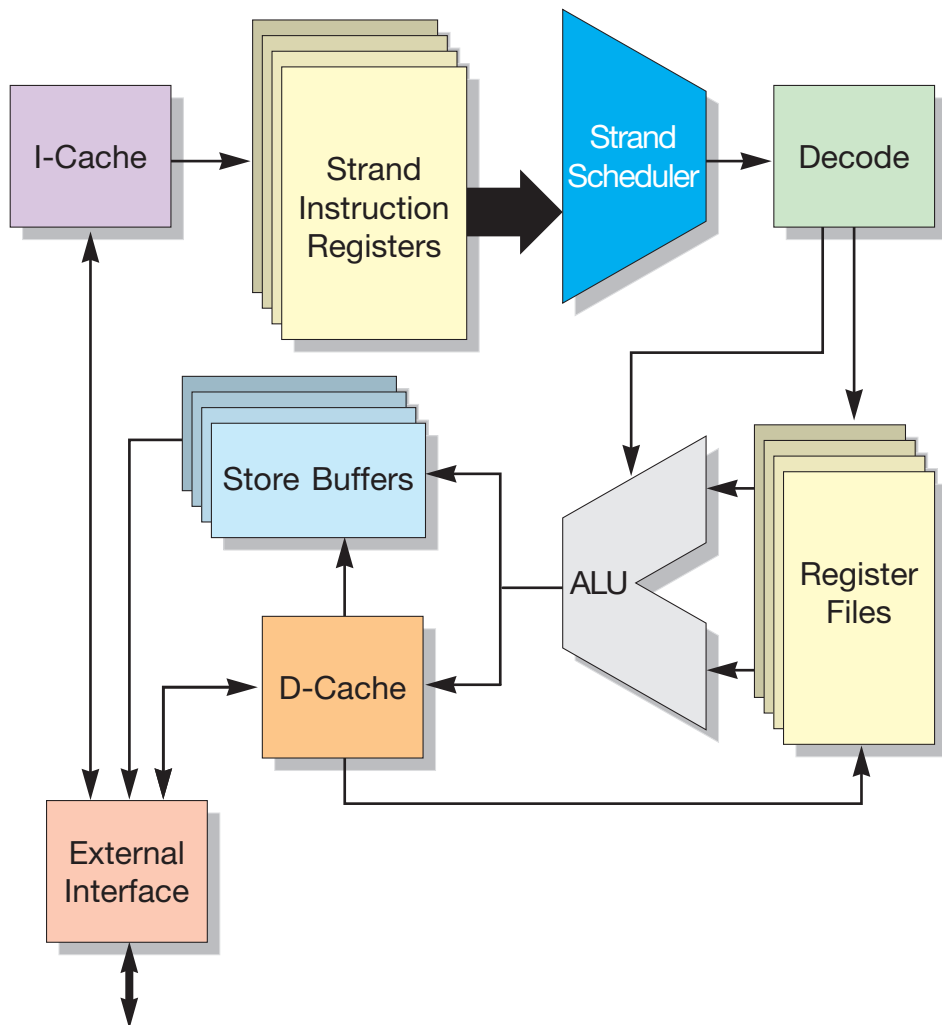 I-Cache
Strand
Instruction
Registers
Strand
Scheduler
Decode
Store Buffers
ALU
Register
Files
D-Cache
External
Interface